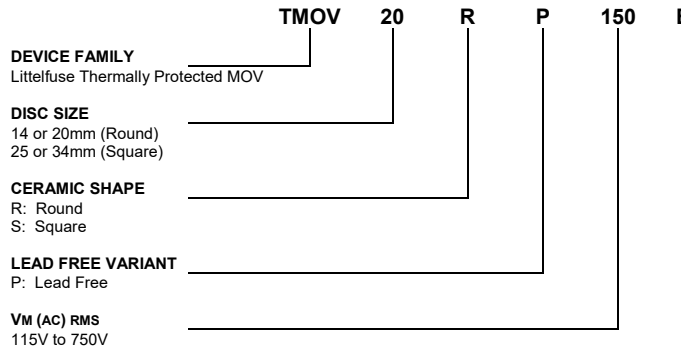 TMOV 20 R P 150
DEVICE FAMILY
Littelfuse Thermally Protected MOV
DISC SIZE
14 or 20mm (Round)
25 or 34mm (Square)
CERAMIC SHAPE
R: Round
S: Square
LEAD FREE VARIANT
P: Lead Free
VM (AC) RMS
115V to 750V